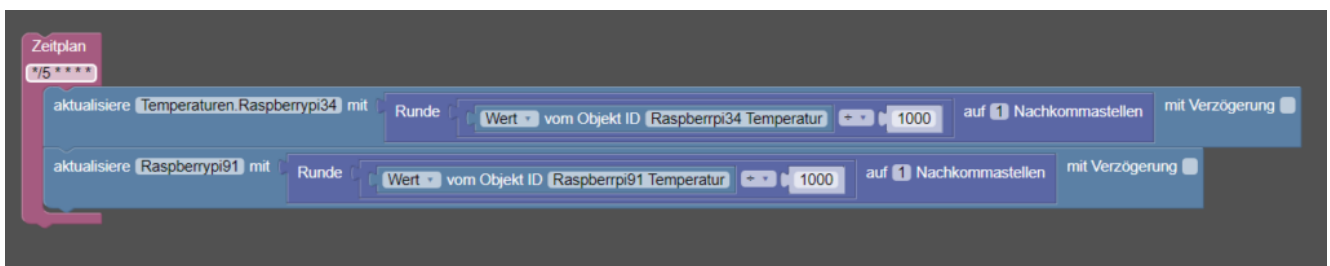 Zeitplan
*/5 * * * *
aktualisiere Temperaturen.Raspberrypi34 mit Runde Wert vom Objekt ID Raspberrpi34 Temperatur ÷ 1000 auf 1 Nachkommastellen mit Verzögerung
aktualisiere Raspberrypi91 mit Runde Wert vom Objekt ID Raspberrpi91 Temperatur ÷ 1000 auf 1 Nachkommastellen mit Verzögerung